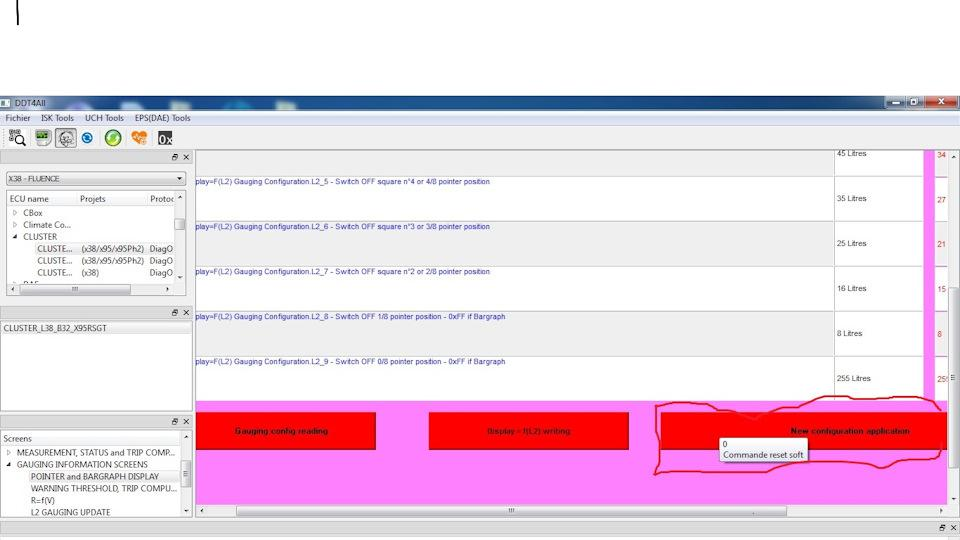 DDT4All
Fichier ISK Tools UCH Tools EPS(DAE) Tools
0x
X38 - FLUENCE
ECU name Projets Protoc
CBox
Climate Co...
CLUSTER
CLUSTE... (x38/x95/x95Ph2) DiagO
CLUSTE... (x38/x95/x95Ph2) DiagO
CLUSTE... (x38) DiagO
CLUSTER_L38_B32_X95RSGT
Screens
MEASUREMENT, STATUS and TRIP COMP...
GAUGING INFORMATION SCREENS
POINTER and BARGRAPH DISPLAY
WARNING THRESHOLD, TRIP COMPU...
R=f(V)
L2 GAUGING UPDATE
45 Litres 34
play=F(L2) Gauging Configuration.L2_5 - Switch OFF square n°4 or 4/8 pointer position
35 Litres 27
play=F(L2) Gauging Configuration.L2_6 - Switch OFF square n°3 or 3/8 pointer position
25 Litres 21
play=F(L2) Gauging Configuration.L2_7 - Switch OFF square n°2 or 2/8 pointer position
16 Litres 15
play=F(L2) Gauging Configuration.L2_8 - Switch OFF 1/8 pointer position - 0xFF if Bargraph
8 Litres 8
play=F(L2) Gauging Configuration.L2_9 - Switch OFF 0/8 pointer position - 0xFF if Bargraph
255 Litres 255
Gauging config reading
Display = f(L2) writing
New configuration application
0
Commande reset soft